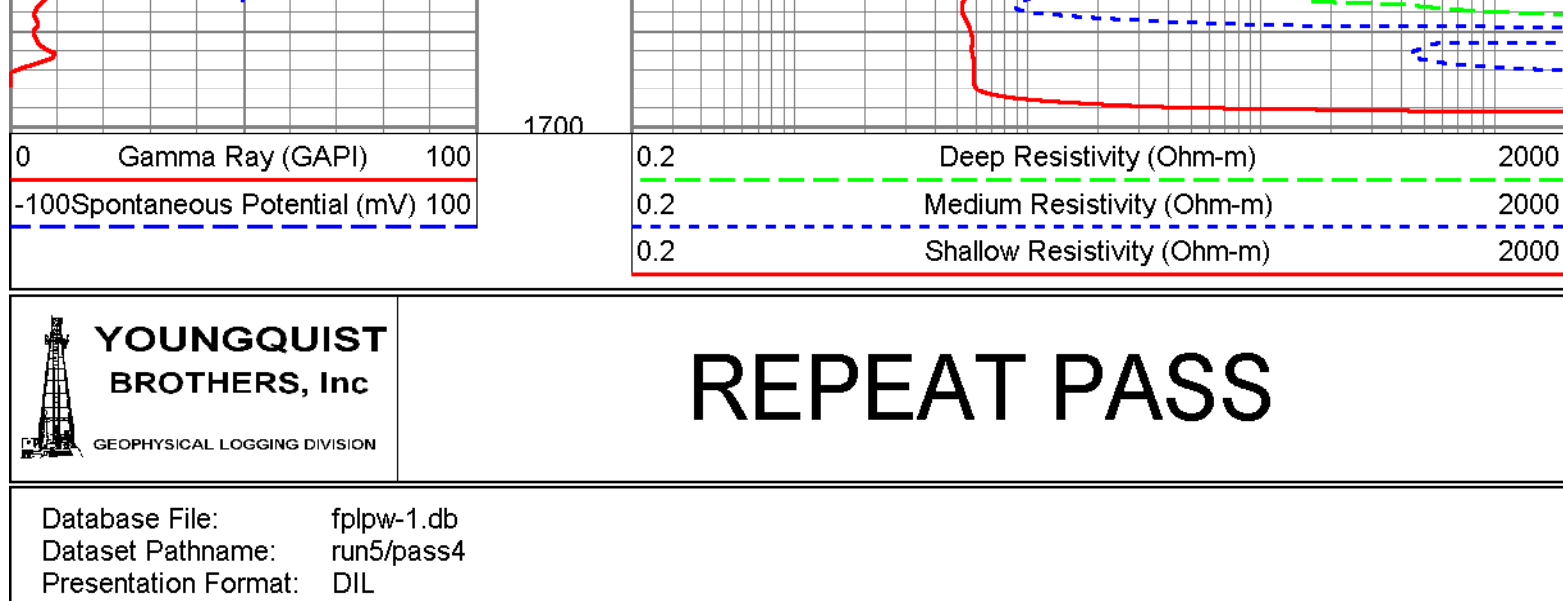 1700
0 Gamma Ray (GAPI) 100
-100 Spontaneous Potential (mV) 100
0.2 Deep Resistivity (Ohm-m) 2000
0.2 Medium Resistivity (Ohm-m) 2000
0.2 Shallow Resistivity (Ohm-m) 2000
YOUNGQUIST
BROTHERS, Inc
GEOPHYSICAL LOGGING DIVISION
REPEAT PASS
Database File: fplpw-1.db
Dataset Pathname: run5/pass4
Presentation Format: DIL